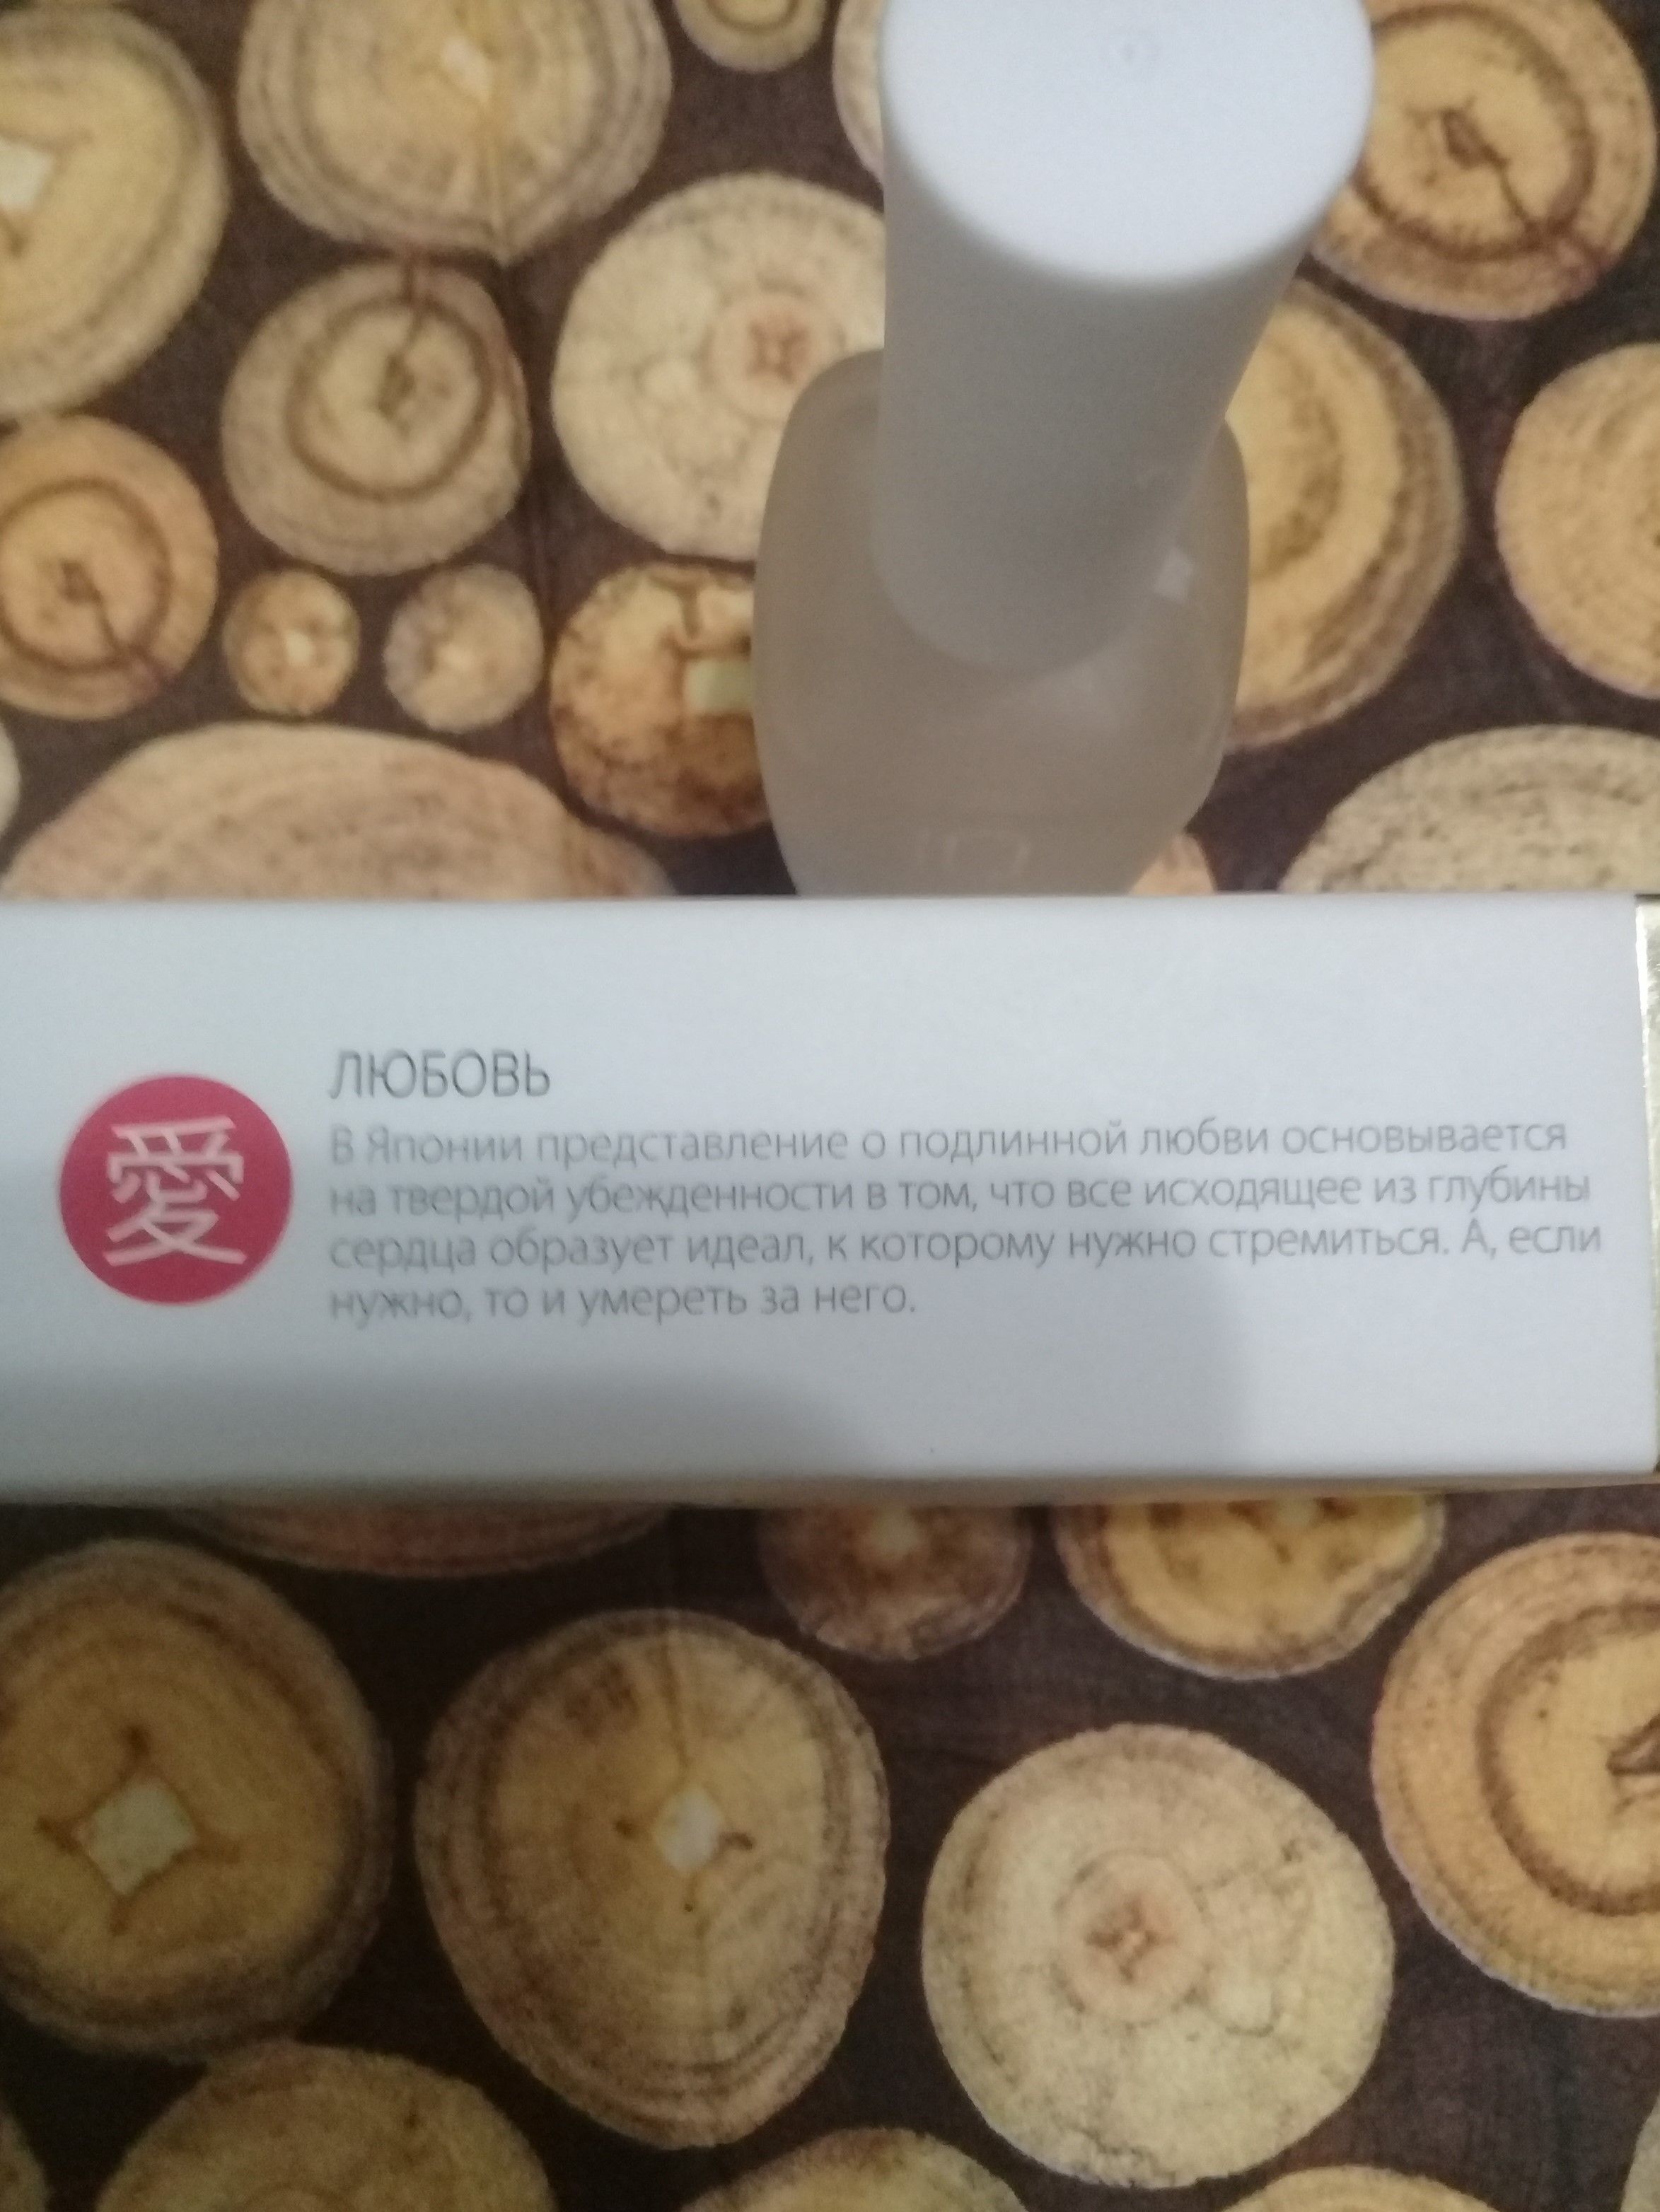 愛
ЛЮБОВЬ
В Японии представление о подлинной любви основывается
на твердой убежденности в том, что все исходящее из глубины
сердца образует идеал, к которому нужно стремиться. А, если
нужно, то и умереть за него.